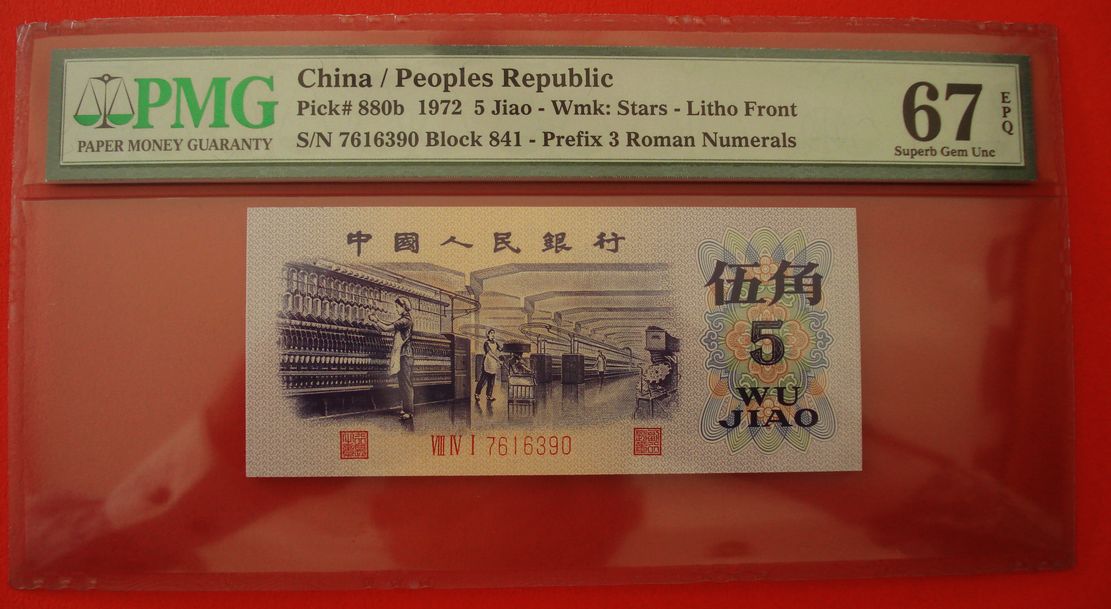 PMG
PAPER MONEY GUARANTY
China / Peoples Republic
Pick# 880b 1972 5 Jiao - Wmk: Stars - Litho Front
S/N 7616390 Block 841 - Prefix 3 Roman Numerals
67
EPQ
Superb Gem Unc
中國人民銀行
伍角
5
WU
JIAO
VIII IV I 7616390